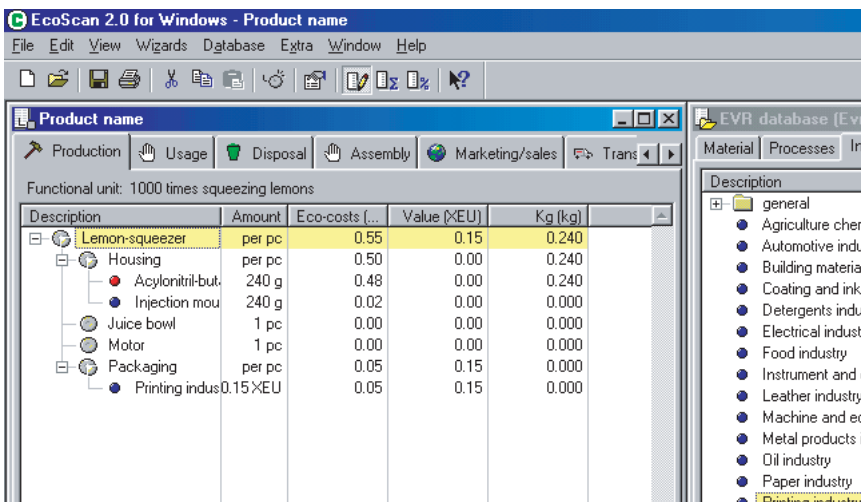 EcoScan 2.0 for Windows - Product name
File Edit View Wizards Database Extra Window Help
Product name
Production Usage Disposal Assembly Marketing/sales Trans
Functional unit: 1000 times squeezing lemons
Description Amount Eco-costs (... Value (XEU) Kg (kg)
Lemon-squeezer per pc 0.55 0.15 0.240
Housing per pc 0.50 0.00 0.240
Acylonitril-but 240 g 0.48 0.00 0.240
Injection mou 240 g 0.02 0.00 0.000
Juice bowl 1 pc 0.00 0.00 0.000
Motor 1 pc 0.00 0.00 0.000
Packaging per pc 0.05 0.15 0.000
Printing indus 0.15 XEU 0.05 0.15 0.000
EVR database (Ev
Material Processes In
Description
general
Agriculture cher
Automotive indu
Building materia
Coating and ink
Detergents indu
Electrical indust
Food industry
Instrument and
Leather industry
Machine and e
Metal products
Oil industry
Paper industry
Printing industry